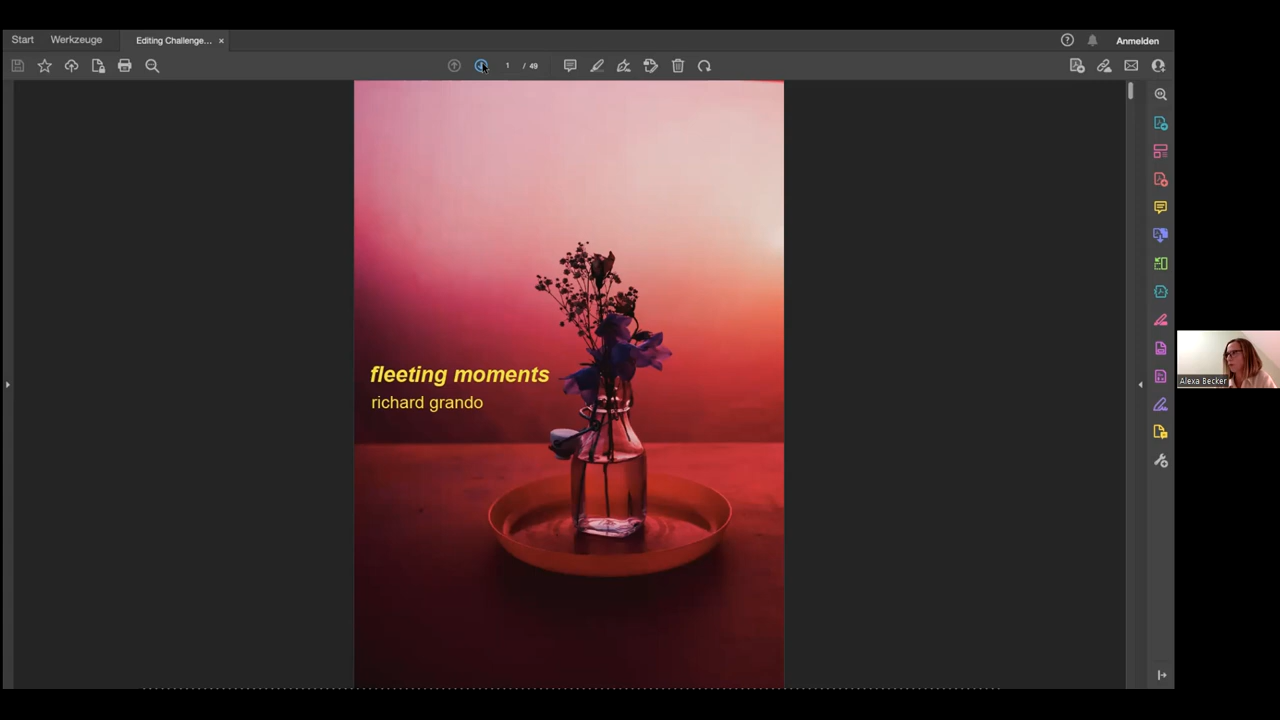 Start Werkzeuge Editing Challenge... ×
Anmelden
1 / 49
fleeting moments
richard grando
Alexa Becker